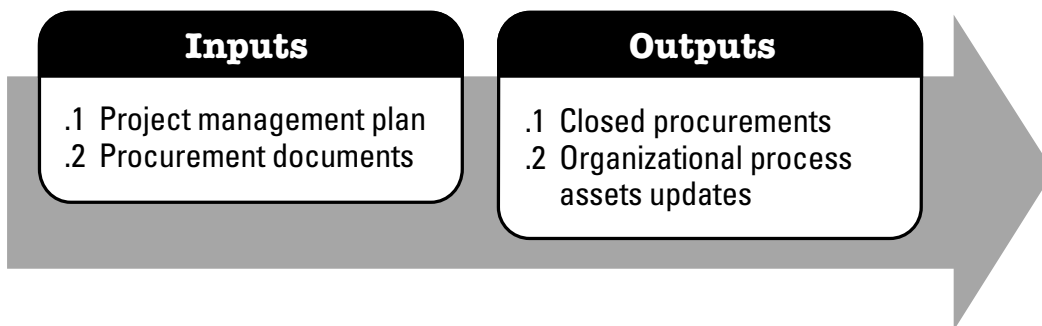 Inputs
.1 Project management plan
.2 Procurement documents
Outputs
.1 Closed procurements
.2 Organizational process
assets updates